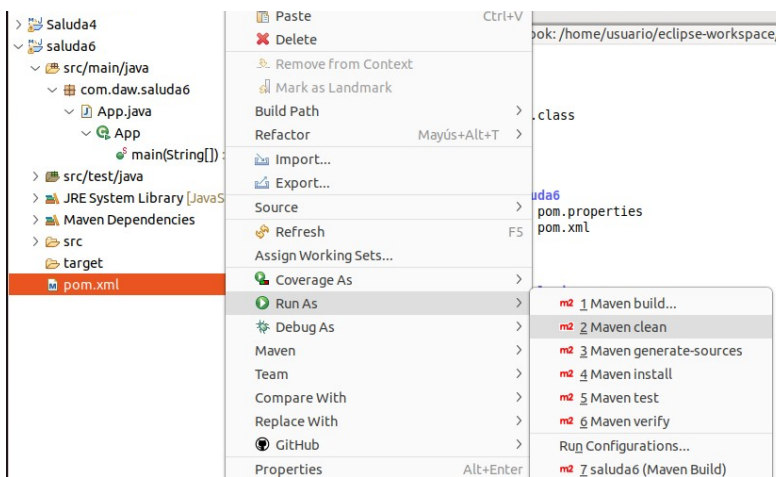 Saluda4
saluda6
src/main/java
com.daw.saluda6
App.java
App
main(String[]) :
src/test/java
JRE System Library [JavaS
Maven Dependencies
src
target
pom.xml
Paste Ctrl+V
Delete
Remove from Context
Mark as Landmark
Build Path
Refactor Mayús+Alt+T
Import...
Export...
Source
Refresh F5
Assign Working Sets...
Coverage As
Run As
Debug As
Maven
Team
Compare With
Replace With
GitHub
Properties Alt+Enter
ook: /home/usuario/eclipse-workspace/
.class
uda6
pom.properties
pom.xml
m2 1 Maven build...
m2 2 Maven clean
m2 3 Maven generate-sources
m2 4 Maven install
m2 5 Maven test
m2 6 Maven verify
Run Configurations...
m2 7 saluda6 (Maven Build)